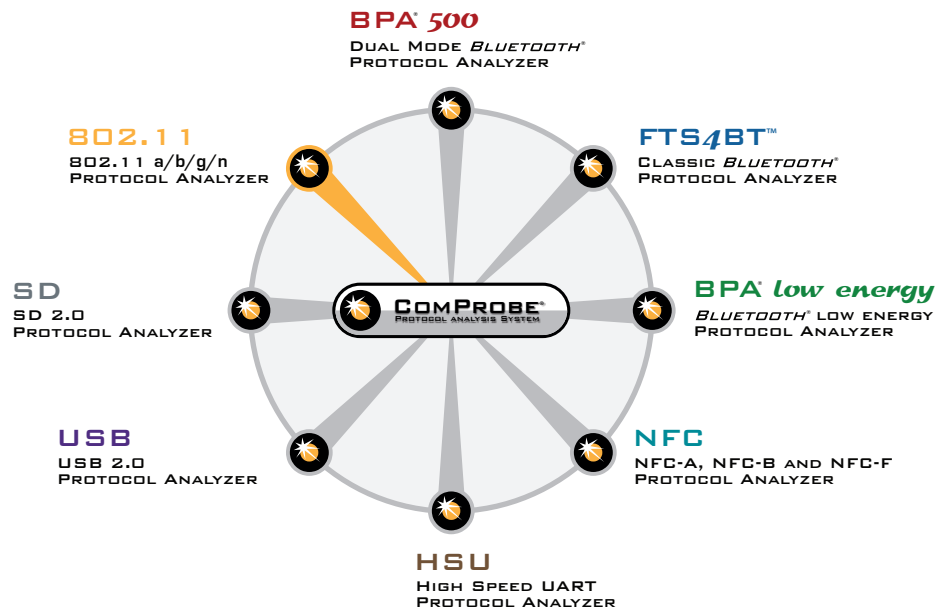 BPA® 500
DUAL MODE BLUETOOTH®
PROTOCOL ANALYZER
802.11
802.11 a/b/g/n
PROTOCOL ANALYZER
FTS4BT™
CLASSIC BLUETOOTH®
PROTOCOL ANALYZER
SD
SD 2.0
PROTOCOL ANALYZER
COMPROBE®
PROTOCOL ANALYSIS SYSTEM
BPA® low energy
BLUETOOTH® LOW ENERGY
PROTOCOL ANALYZER
USB
USB 2.0
PROTOCOL ANALYZER
NFC
NFC-A, NFC-B AND NFC-F
PROTOCOL ANALYZER
HSU
HIGH SPEED UART
PROTOCOL ANALYZER